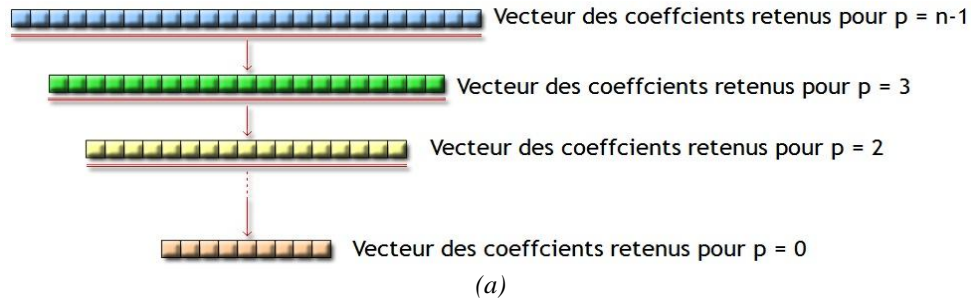 Vecteur des coeffcients retenus pour p = n-1
Vecteur des coeffcients retenus pour p = 3
Vecteur des coeffcients retenus pour p = 2
Vecteur des coeffcients retenus pour p = 0
(a)